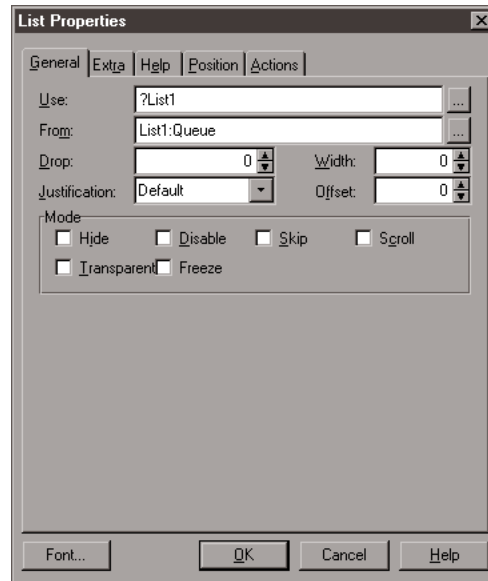 List Properties
General Extra Help Position Actions
Use: ?List1 ...
From: List1:Queue ...
Drop: 0 Width: 0
Justification: Default Offset: 0
Mode
Hide Disable Skip Scroll
Transparent Freeze
Font... OK Cancel Help